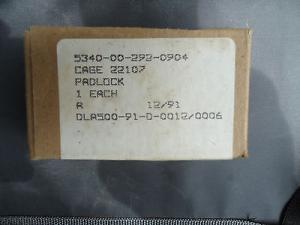 5340-00-292-0904
CAGE 22107
PADLOCK
1 EACH
R 12/91
DLA500-91-D-0012/0006